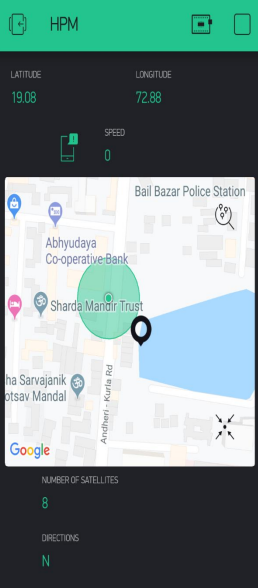 HPM
LATITUDE
LONGITUDE
19.08
72.88
SPEED
0
Bail Bazar Police Station
Abhyudaya
Co-operative Bank
Sharda Mandir Trust
ha Sarvajanik
otsav Mandal
Andheri - Kurla Rd
Google
NUMBER OF SATELLITES
8
DIRECTIONS
N